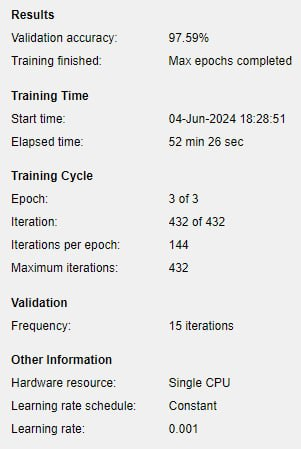 Results
Validation accuracy: 97.59%
Training finished: Max epochs completed
Training Time
Start time: 04-Jun-2024 18:28:51
Elapsed time: 52 min 26 sec
Training Cycle
Epoch: 3 of 3
Iteration: 432 of 432
Iterations per epoch: 144
Maximum iterations: 432
Validation
Frequency: 15 iterations
Other Information
Hardware resource: Single CPU
Learning rate schedule: Constant
Learning rate: 0.001